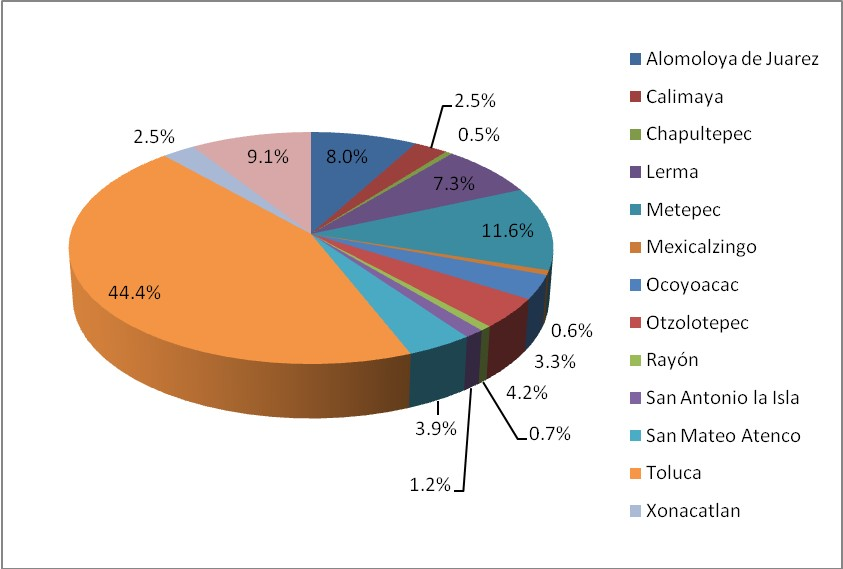 Alomoloya de Juarez
Calimaya
Chapultepec
Lerma
Metepec
Mexicalzingo
Ocoyoacac
Otzolotepec
Rayón
San Antonio la Isla
San Mateo Atenco
Toluca
Xonacatlan
8.0%
2.5%
0.5%
7.3%
11.6%
0.6%
3.3%
4.2%
0.7%
1.2%
3.9%
44.4%
2.5%
9.1%